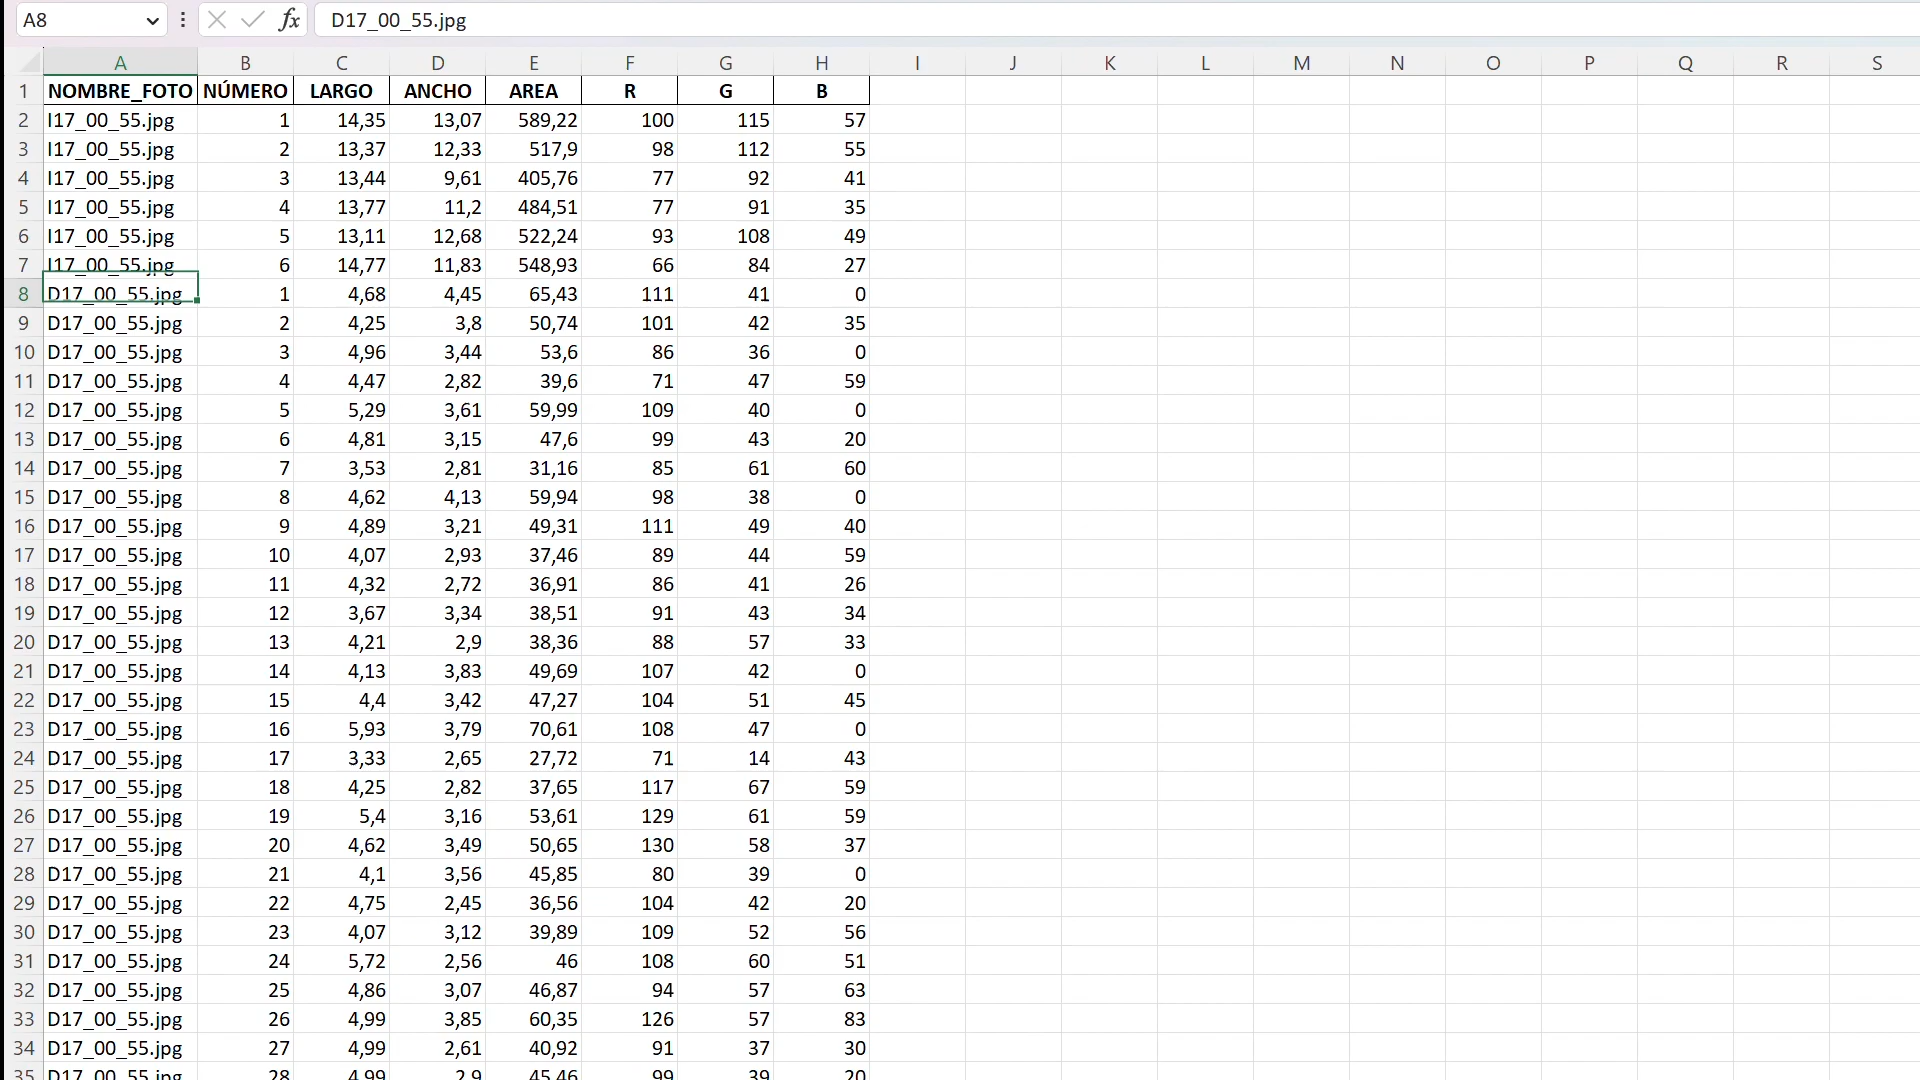 A8 fx D17_00_55.jpg
A B C D E F G H I J K L M N O P Q R S
1 NOMBRE_FOTO NÚMERO LARGO ANCHO AREA R G B
2 I17_00_55.jpg 1 14,35 13,07 589,22 100 115 57
3 I17_00_55.jpg 2 13,37 12,33 517,9 98 112 55
4 I17_00_55.jpg 3 13,44 9,61 405,76 77 92 41
5 I17_00_55.jpg 4 13,77 11,2 484,51 77 91 35
6 I17_00_55.jpg 5 13,11 12,68 522,24 93 108 49
7 I17_00_55.jpg 6 14,77 11,83 548,93 66 84 27
8 D17_00_55.jpg 1 4,68 4,45 65,43 111 41 0
9 D17_00_55.jpg 2 4,25 3,8 50,74 101 42 35
10 D17_00_55.jpg 3 4,96 3,44 53,6 86 36 0
11 D17_00_55.jpg 4 4,47 2,82 39,6 71 47 59
12 D17_00_55.jpg 5 5,29 3,61 59,99 109 40 0
13 D17_00_55.jpg 6 4,81 3,15 47,6 99 43 20
14 D17_00_55.jpg 7 3,53 2,81 31,16 85 61 60
15 D17_00_55.jpg 8 4,62 4,13 59,94 98 38 0
16 D17_00_55.jpg 9 4,89 3,21 49,31 111 49 40
17 D17_00_55.jpg 10 4,07 2,93 37,46 89 44 59
18 D17_00_55.jpg 11 4,32 2,72 36,91 86 41 26
19 D17_00_55.jpg 12 3,67 3,34 38,51 91 43 34
20 D17_00_55.jpg 13 4,21 2,9 38,36 88 57 33
21 D17_00_55.jpg 14 4,13 3,83 49,69 107 42 0
22 D17_00_55.jpg 15 4,4 3,42 47,27 104 51 45
23 D17_00_55.jpg 16 5,93 3,79 70,61 108 47 0
24 D17_00_55.jpg 17 3,33 2,65 27,72 71 14 43
25 D17_00_55.jpg 18 4,25 2,82 37,65 117 67 59
26 D17_00_55.jpg 19 5,4 3,16 53,61 129 61 59
27 D17_00_55.jpg 20 4,62 3,49 50,65 130 58 37
28 D17_00_55.jpg 21 4,1 3,56 45,85 80 39 0
29 D17_00_55.jpg 22 4,75 2,45 36,56 104 42 20
30 D17_00_55.jpg 23 4,07 3,12 39,89 109 52 56
31 D17_00_55.jpg 24 5,72 2,56 46 108 60 51
32 D17_00_55.jpg 25 4,86 3,07 46,87 94 57 63
33 D17_00_55.jpg 26 4,99 3,85 60,35 126 57 83
34 D17_00_55.jpg 27 4,99 2,61 40,92 91 37 30
35 D17_00_55.jpg 28 4,99 2,9 45,46 99 39 20